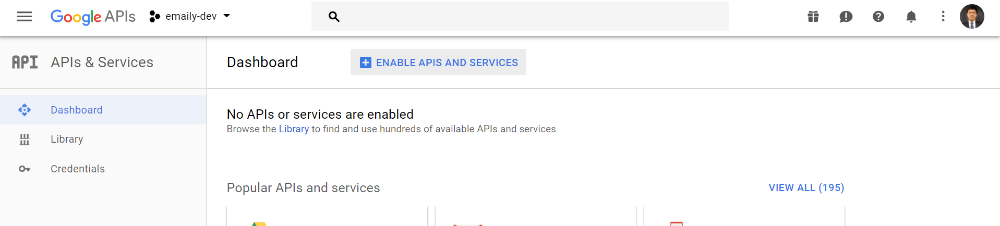 Google APIs emaily-dev
API APIs & Services
Dashboard ENABLE APIS AND SERVICES
Dashboard
Library
Credentials
No APIs or services are enabled
Browse the Library to find and use hundreds of available APIs and services
Popular APIs and services VIEW ALL (195)